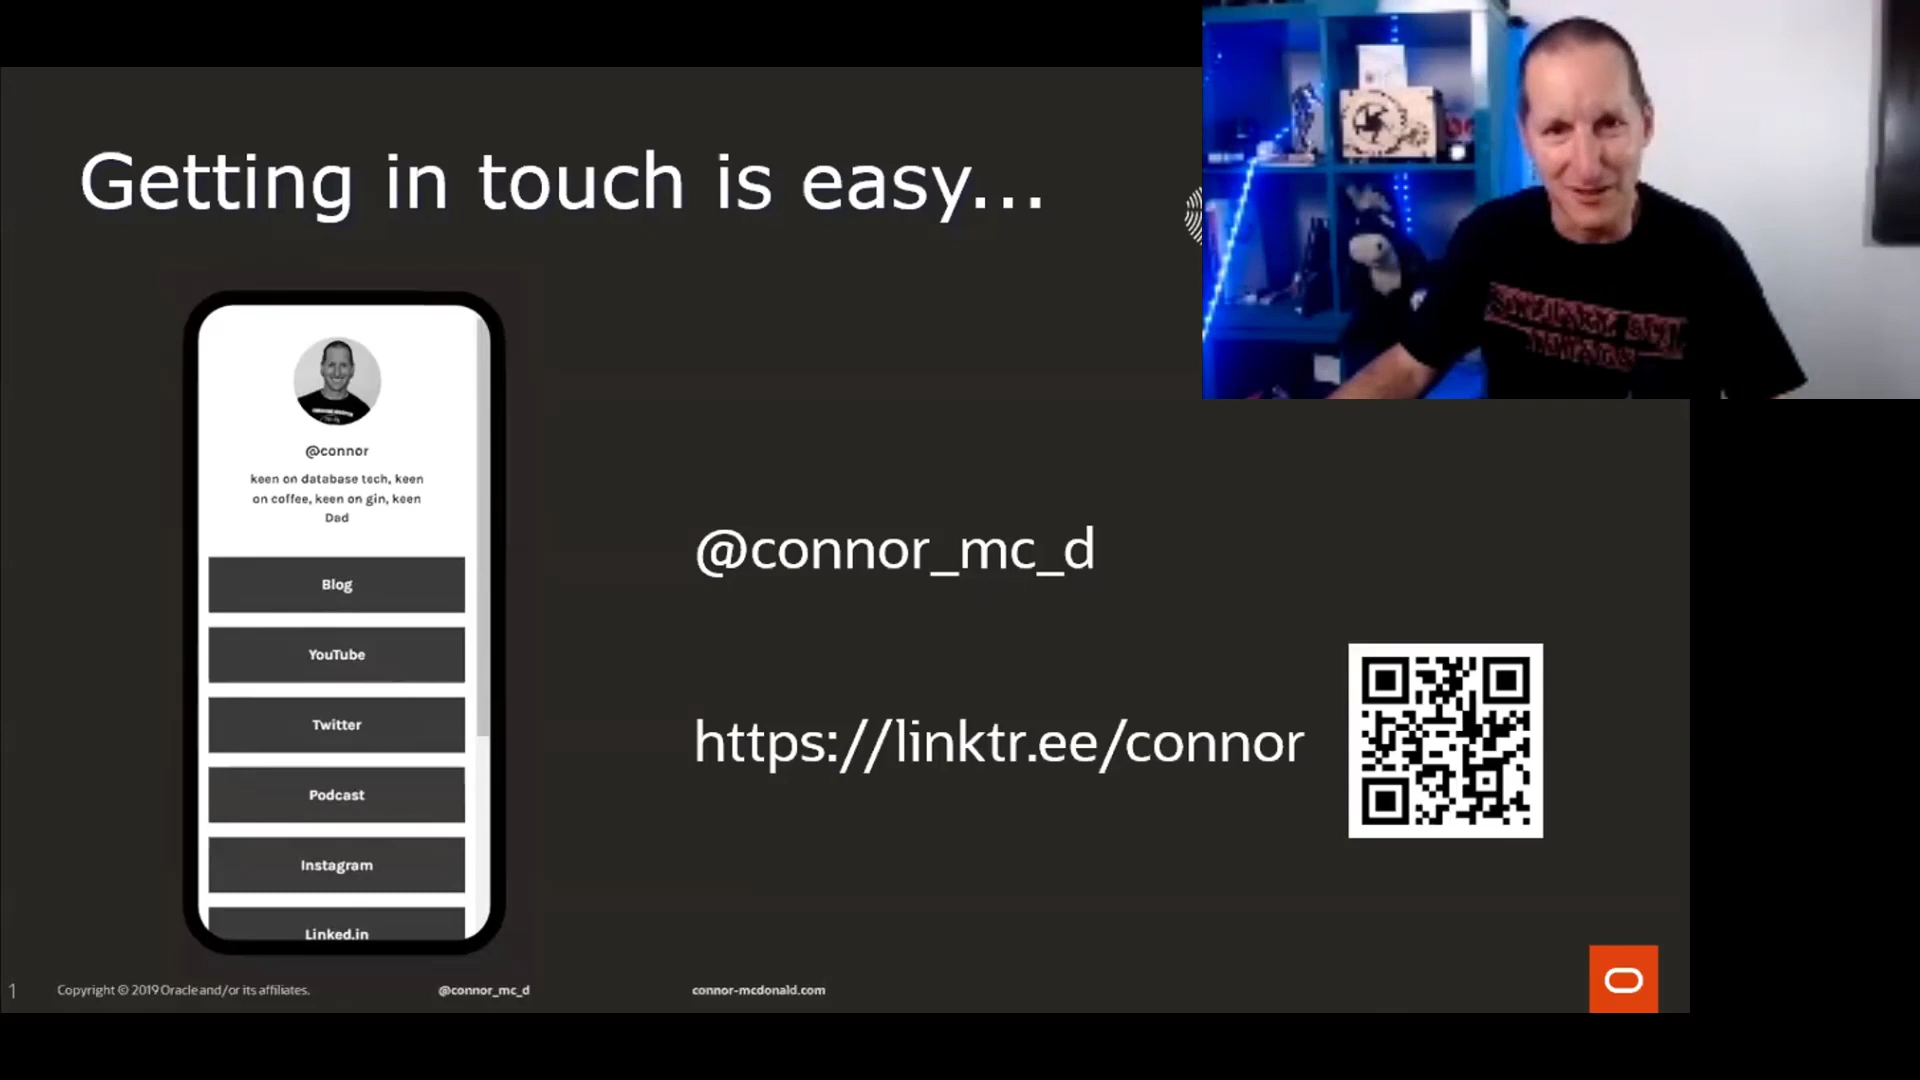 Getting in touch is easy...
@connor
keen on database tech, keen
on coffee, keen on gin, keen
Dad
Blog
YouTube
Twitter
Podcast
Instagram
Linked.in
@connor_mc_d
https://linktr.ee/connor
1
Copyright © 2019 Oracle and/or its affiliates.
@connor_mc_d
connor-mcdonald.com